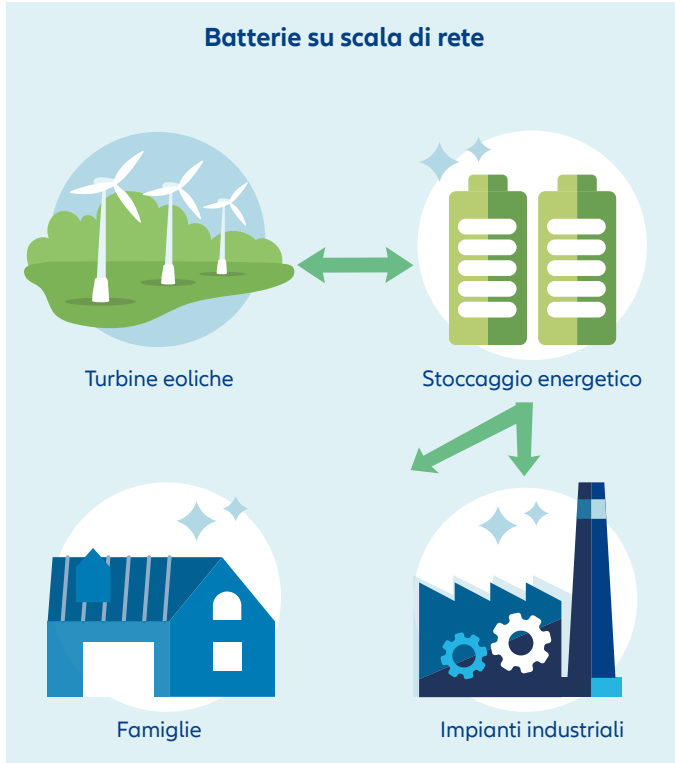 Batterie su scala di rete
Turbine eoliche
Stoccaggio energetico
Famiglie
Impianti industriali